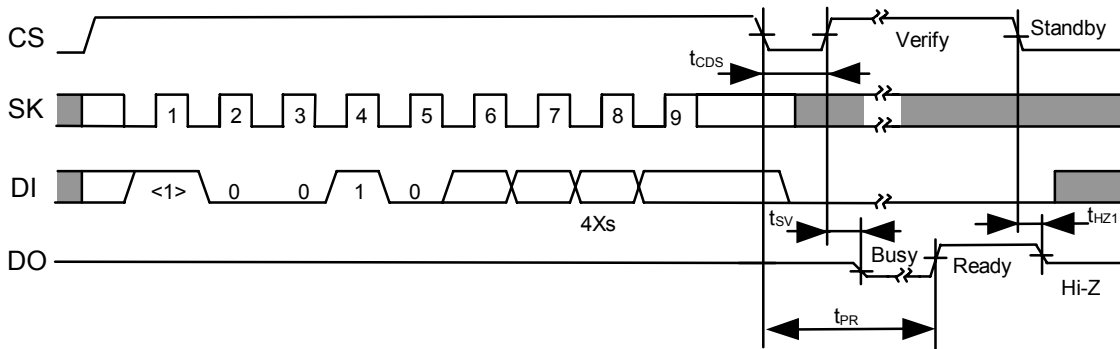 CS
Verify
Standby
tCDS
SK
1 2 3 4 5 6 7 8 9
DI
<1> 0 0 1 0
4Xs
tSV
tHZ1
DO
Busy
Ready
Hi-Z
tPR